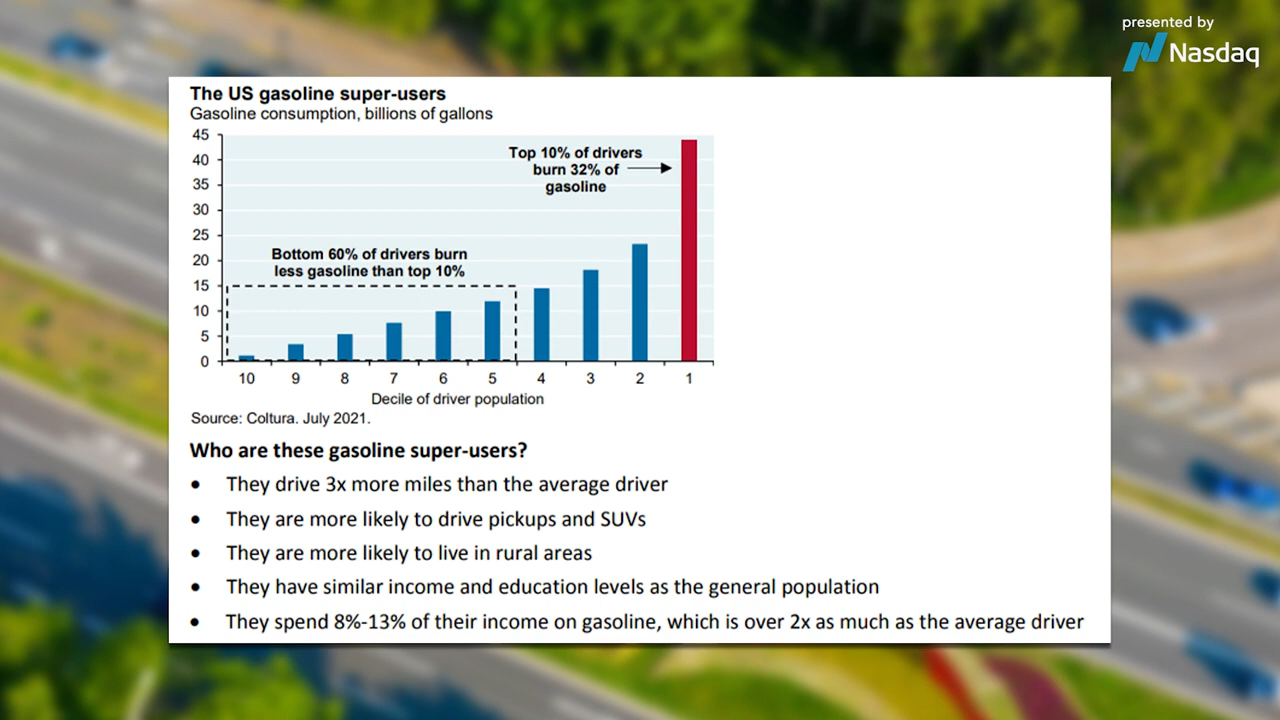 presented by
Nasdaq
The US gasoline super-users
Gasoline consumption, billions of gallons
45
40
35
30
25
20
15
10
5
0
Top 10% of drivers
burn 32% of
gasoline
Bottom 60% of drivers burn
less gasoline than top 10%
10 9 8 7 6 5 4 3 2 1
Decile of driver population
Source: Coltura. July 2021.
Who are these gasoline super-users?
• They drive 3x more miles than the average driver
• They are more likely to drive pickups and SUVs
• They are more likely to live in rural areas
• They have similar income and education levels as the general population
• They spend 8%-13% of their income on gasoline, which is over 2x as much as the average driver